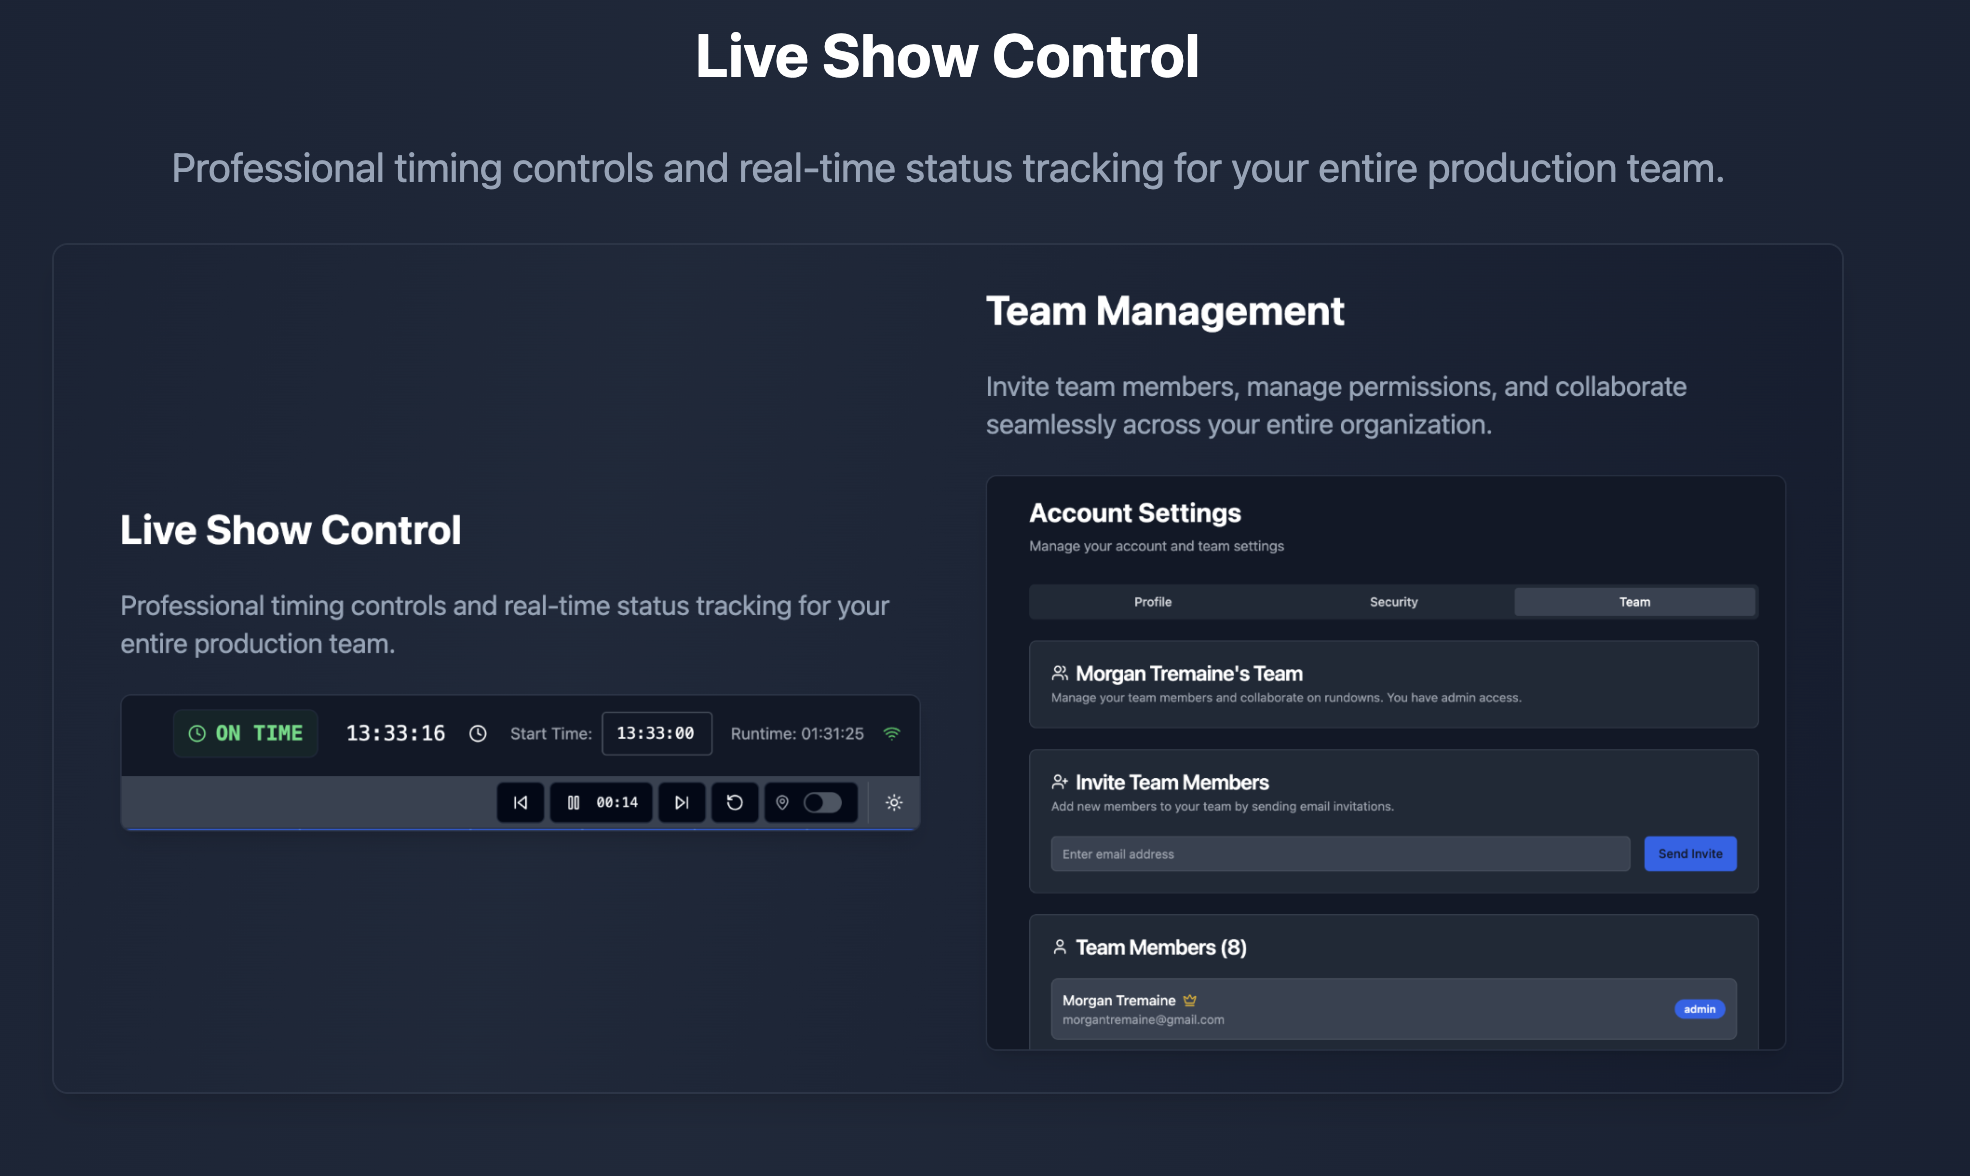 Live Show Control
Professional timing controls and real-time status tracking for your entire production team.
Live Show Control
Professional timing controls and real-time status tracking for your
entire production team.
ON TIME
13:33:16
Start Time:
13:33:00
Runtime: 01:31:25
00:14
Team Management
Invite team members, manage permissions, and collaborate
seamlessly across your entire organization.
Account Settings
Manage your account and team settings
Profile
Security
Team
Morgan Tremaine's Team
Manage your team members and collaborate on rundowns. You have admin access.
Invite Team Members
Add new members to your team by sending email invitations.
Enter email address
Send Invite
Team Members (8)
Morgan Tremaine
morgantremaine@gmail.com
admin